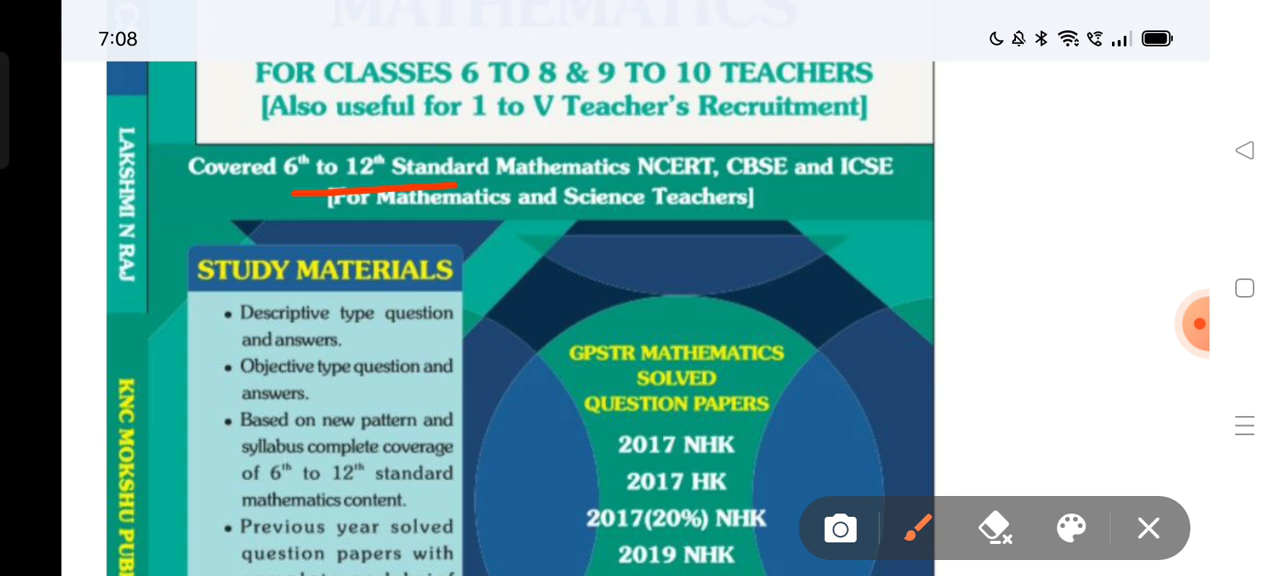 7:08
MATHEMATICS
FOR CLASSES 6 TO 8 & 9 TO 10 TEACHERS
[Also useful for 1 to V Teacher's Recruitment]
Covered 6th to 12th Standard Mathematics NCERT, CBSE and ICSE
[For Mathematics and Science Teachers]
LAKSHMI N RAJ
KNC MOKSHU
STUDY MATERIALS
• Descriptive type question
and answers.
• Objective type question and
answers.
• Based on new pattern and
syllabus complete coverage
of 6th to 12th standard
mathematics content.
• Previous year solved
question papers with
GPSTR MATHEMATICS
SOLVED
QUESTION PAPERS
2017 NHK
2017 HK
2017(20%) NHK
2019 NHK